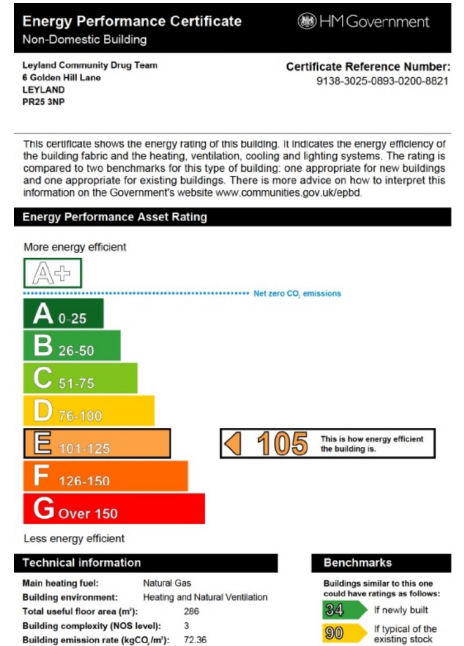 Energy Performance Certificate
HM Government
Non-Domestic Building
Leyland Community Drug Team
6 Golden Hill Lane
LEYLAND
PR25 3NP
Certificate Reference Number:
9138-3025-0893-0200-8821
This certificate shows the energy rating of this building. It indicates the energy efficiency of
the building fabric and the heating, ventilation, cooling and lighting systems. The rating is
compared to two benchmarks for this type of building: one appropriate for new buildings
and one appropriate for existing buildings. There is more advice on how to interpret this
information on the Government's website www.communities.gov.uk/epbd.
Energy Performance Asset Rating
More energy efficient
A+
Net zero CO₂ emissions
A 0-25
B 26-50
C 51-75
D 76-100
E 101-125
105
This is how energy efficient
the building is.
F 126-150
G Over 150
Less energy efficient
Technical information
Main heating fuel: Natural Gas
Building environment: Heating and Natural Ventilation
Total useful floor area (m²): 286
Building complexity (NOS level): 3
Building emission rate (kgCO₂/m²): 72.36
Benchmarks
Buildings similar to this one
could have ratings as follows:
34 If newly built
90 If typical of the
existing stock